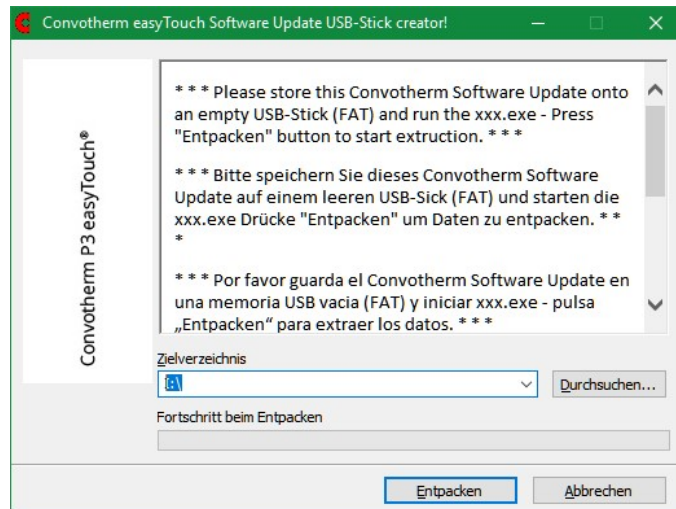 Convotherm easyTouch Software Update USB-Stick creator!
Convotherm P3 easyTouch®
* * * Please store this Convotherm Software Update onto
an empty USB-Stick (FAT) and run the xxx.exe - Press
"Entpacken" button to start extruction. * * *
* * * Bitte speichern Sie dieses Convotherm Software
Update auf einem leeren USB-Sick (FAT) und starten die
xxx.exe Drücke "Entpacken" um Daten zu entpacken. * *
*
* * * Por favor guarda el Convotherm Software Update en
una memoria USB vacia (FAT) y iniciar xxx.exe - pulsa
„Entpacken“ para extraer los datos. * * *
Zielverzeichnis
Durchsuchen...
Fortschritt beim Entpacken
Entpacken Abbrechen